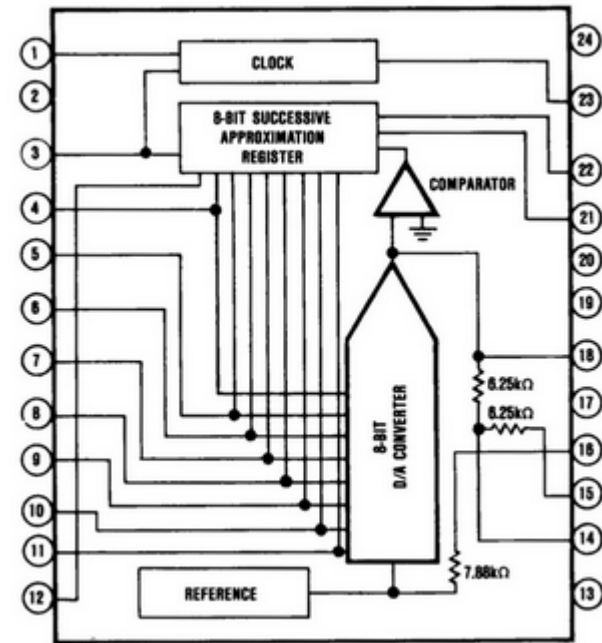 1
CLOCK
24
2
23
8-BIT SUCCESSIVE
APPROXIMATION
REGISTER
3
COMPARATOR
22
4
21
5
20
6
19
18
7
6.25kΩ
17
8
6.25kΩ
8-BIT
D/A CONVERTER
16
9
15
10
14
11
7.88kΩ
12
REFERENCE
13